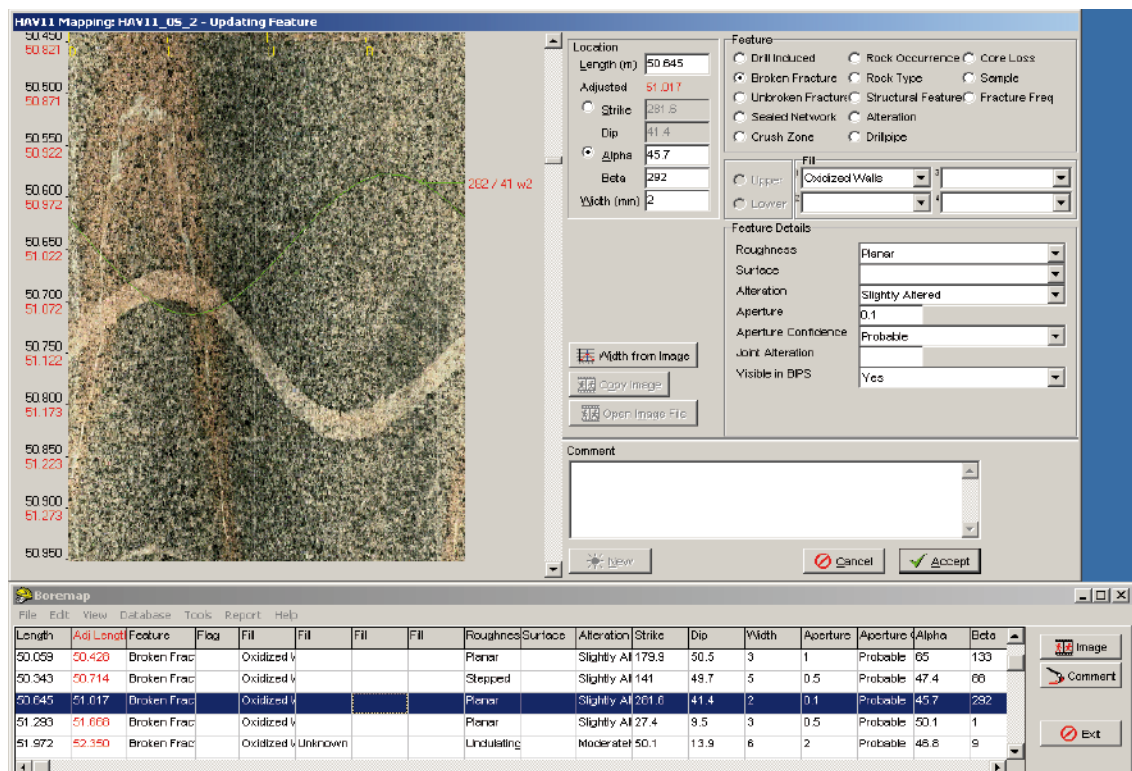 HAV11 Mapping: HAV11_0S_2 - Updating Feature
50.450
50.821
50.500
50.871
50.550
50.922
50.600
50.972
50.650
51.022
50.700
51.072
50.750
51.122
50.800
51.173
50.850
51.223
50.900
51.273
50.950
282 / 41 w2
Location
Length (m) 50.645
Adjusted 51.017
Strike 281.6
Dip 41.4
Alpha 45.7
Beta 292
Width (mm) 2
Width from Image
Copy Image
Open Image File
Feature
Drill Induced Rock Occurrence Core Loss
Broken Fracture Rock Type Sample
Unbroken Fracture Structural Feature Fracture Freq
Sealed Network Alteration
Crush Zone Drillpipe
Fill
Upper 1 Oxidized Walls 3
Lower 2 4
Feature Details
Roughness Planar
Surface
Alteration Slightly Altered
Aperture 0.1
Aperture Confidence Probable
Joint Alteration
Visible in BIPS Yes
Comment
New Cancel Accept
Boremap
File Edit View Database Tools Report Help
Length Adj Lengtl Feature Flag Fill Fill Fill Fill Roughnes Surface Alteration Strike Dip Width Aperture Aperture C Alpha Beta
50.059 50.428 Broken Frac Oxidized V Planar Slightly Al 179.9 50.5 3 1 Probable 65 133
50.343 50.714 Broken Frac Oxidized V Stepped Slightly Al 141 49.7 5 0.5 Probable 47.4 66
50.645 51.017 Broken Frac Oxidized V Planar Slightly Al 281.6 41.4 2 0.1 Probable 45.7 292
51.293 51.666 Broken Frac Oxidized V Planar Slightly Al 27.4 9.5 3 0.5 Probable 50.1 1
51.972 52.350 Broken Frac Oxidized V Unknown Undulating Moderatel 50.1 13.9 6 2 Probable 46.8 9
Image
Comment
Exit